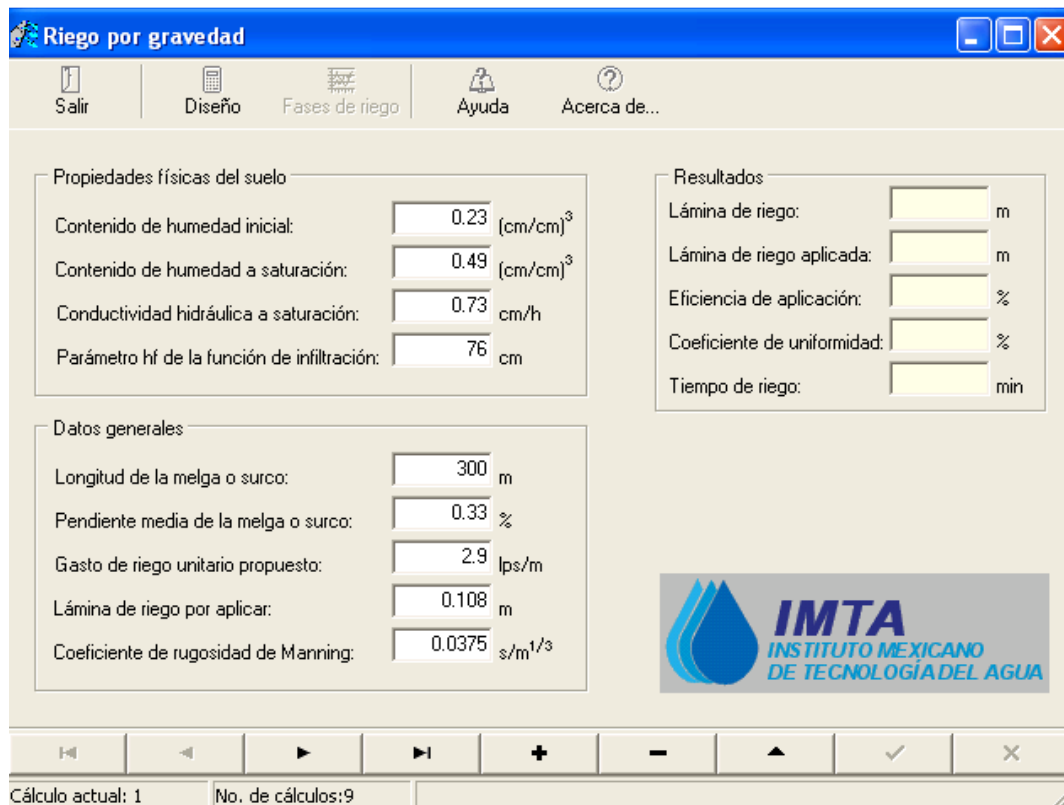 Riego por gravedad
Salir
Diseño
Fases de riego
Ayuda
Acerca de...
Propiedades físicas del suelo
Contenido de humedad inicial: 0.23 (cm/cm)³
Contenido de humedad a saturación: 0.49 (cm/cm)³
Conductividad hidráulica a saturación: 0.73 cm/h
Parámetro hf de la función de infiltración: 76 cm
Datos generales
Longitud de la melga o surco: 300 m
Pendiente media de la melga o surco: 0.33 %
Gasto de riego unitario propuesto: 2.9 lps/m
Lámina de riego por aplicar: 0.108 m
Coeficiente de rugosidad de Manning: 0.0375 s/m^1/3
Resultados
Lámina de riego: m
Lámina de riego aplicada: m
Eficiencia de aplicación: %
Coeficiente de uniformidad: %
Tiempo de riego: min
IMTA
INSTITUTO MEXICANO
DE TECNOLOGÍA DEL AGUA
Cálculo actual: 1
No. de cálculos:9